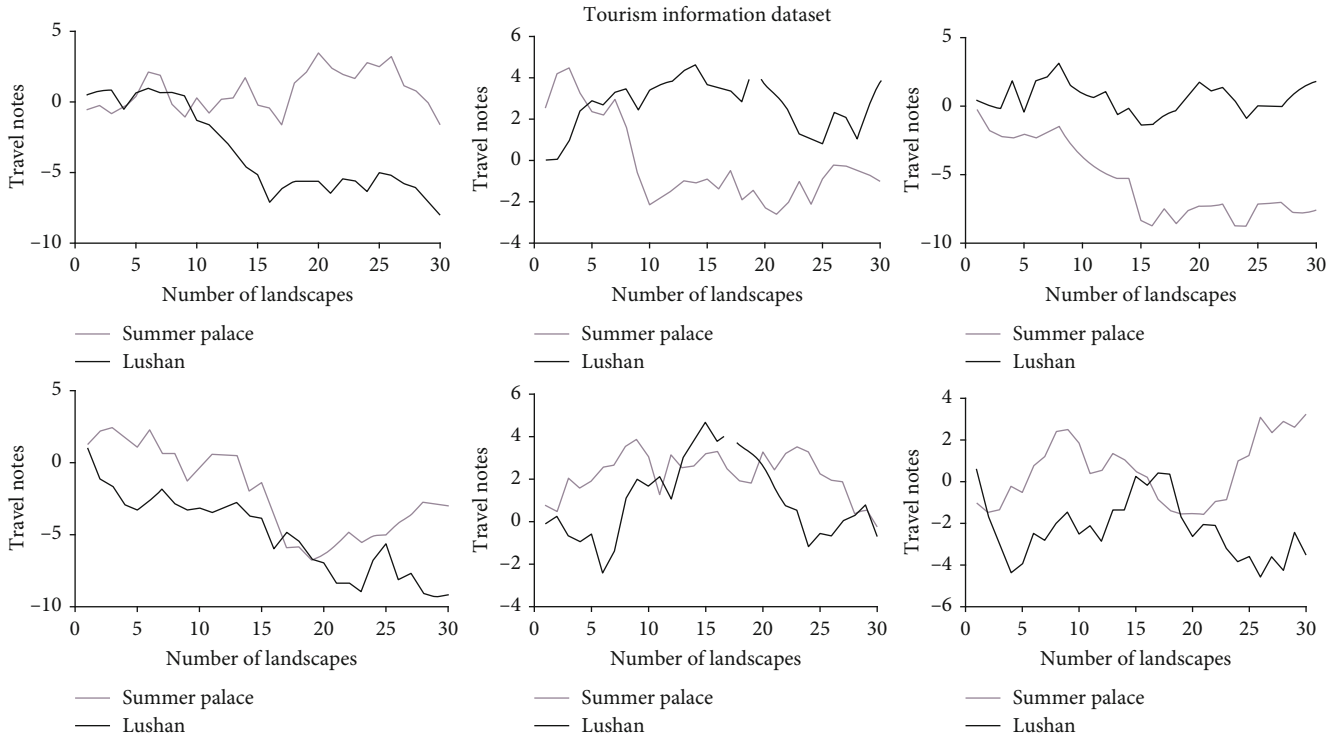 Tourism information dataset
5
0
−5
−10
Travel notes
0 5 10 15 20 25 30
Number of landscapes
Summer palace
Lushan
6
4
2
0
−2
−4
Travel notes
0 5 10 15 20 25 30
Number of landscapes
Summer palace
Lushan
5
0
−5
−10
Travel notes
0 5 10 15 20 25 30
Number of landscapes
Summer palace
Lushan
5
0
−5
−10
Travel notes
0 5 10 15 20 25 30
Number of landscapes
Summer palace
Lushan
6
4
2
0
−2
−4
Travel notes
0 5 10 15 20 25 30
Number of landscapes
Summer palace
Lushan
4
2
0
−2
−4
−6
Travel notes
0 5 10 15 20 25 30
Number of landscapes
Summer palace
Lushan